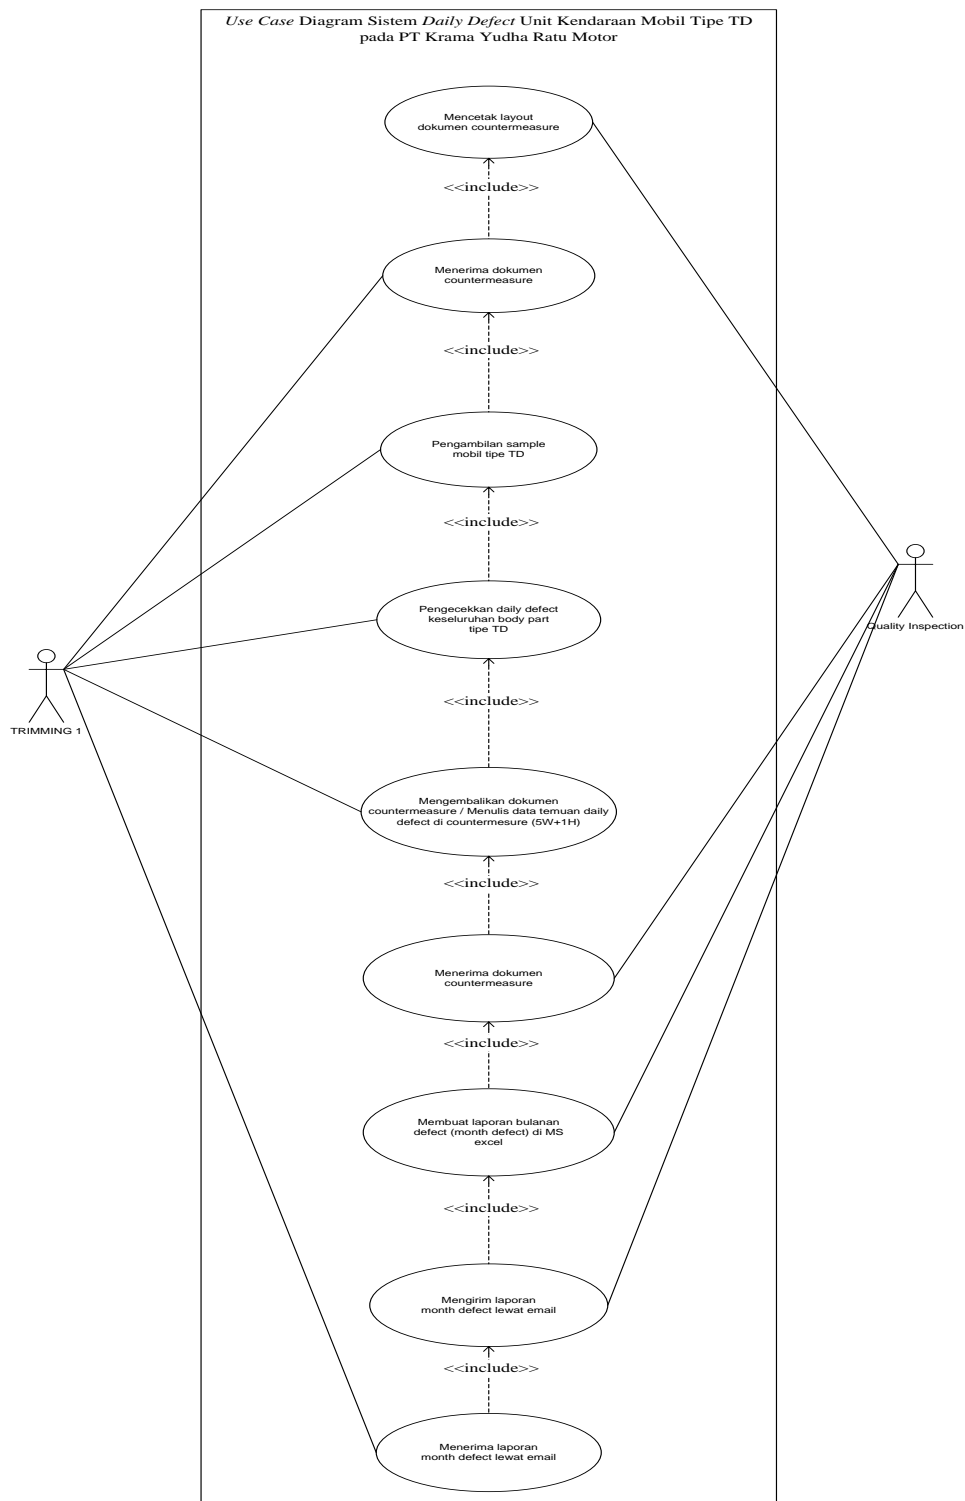 Use Case Diagram Sistem Daily Defect Unit Kendaraan Mobil Tipe TD
pada PT Krama Yudha Ratu Motor
Mencetak layout
dokumen countermeasure
<<include>>
Menerima dokumen
countermeasure
<<include>>
Pengambilan sample
mobil tipe TD
<<include>>
Pengecekkan daily defect
keseluruhan body part
tipe TD
Quality Inspection
<<include>>
TRIMMING 1
Mengembalikan dokumen
countermeasure / Menulis data temuan daily
defect di countermesure (5W+1H)
<<include>>
Menerima dokumen
countermeasure
<<include>>
Membuat laporan bulanan
defect (month defect) di MS
excel
<<include>>
Mengirim laporan
month defect lewat email
<<include>>
Menerima laporan
month defect lewat email